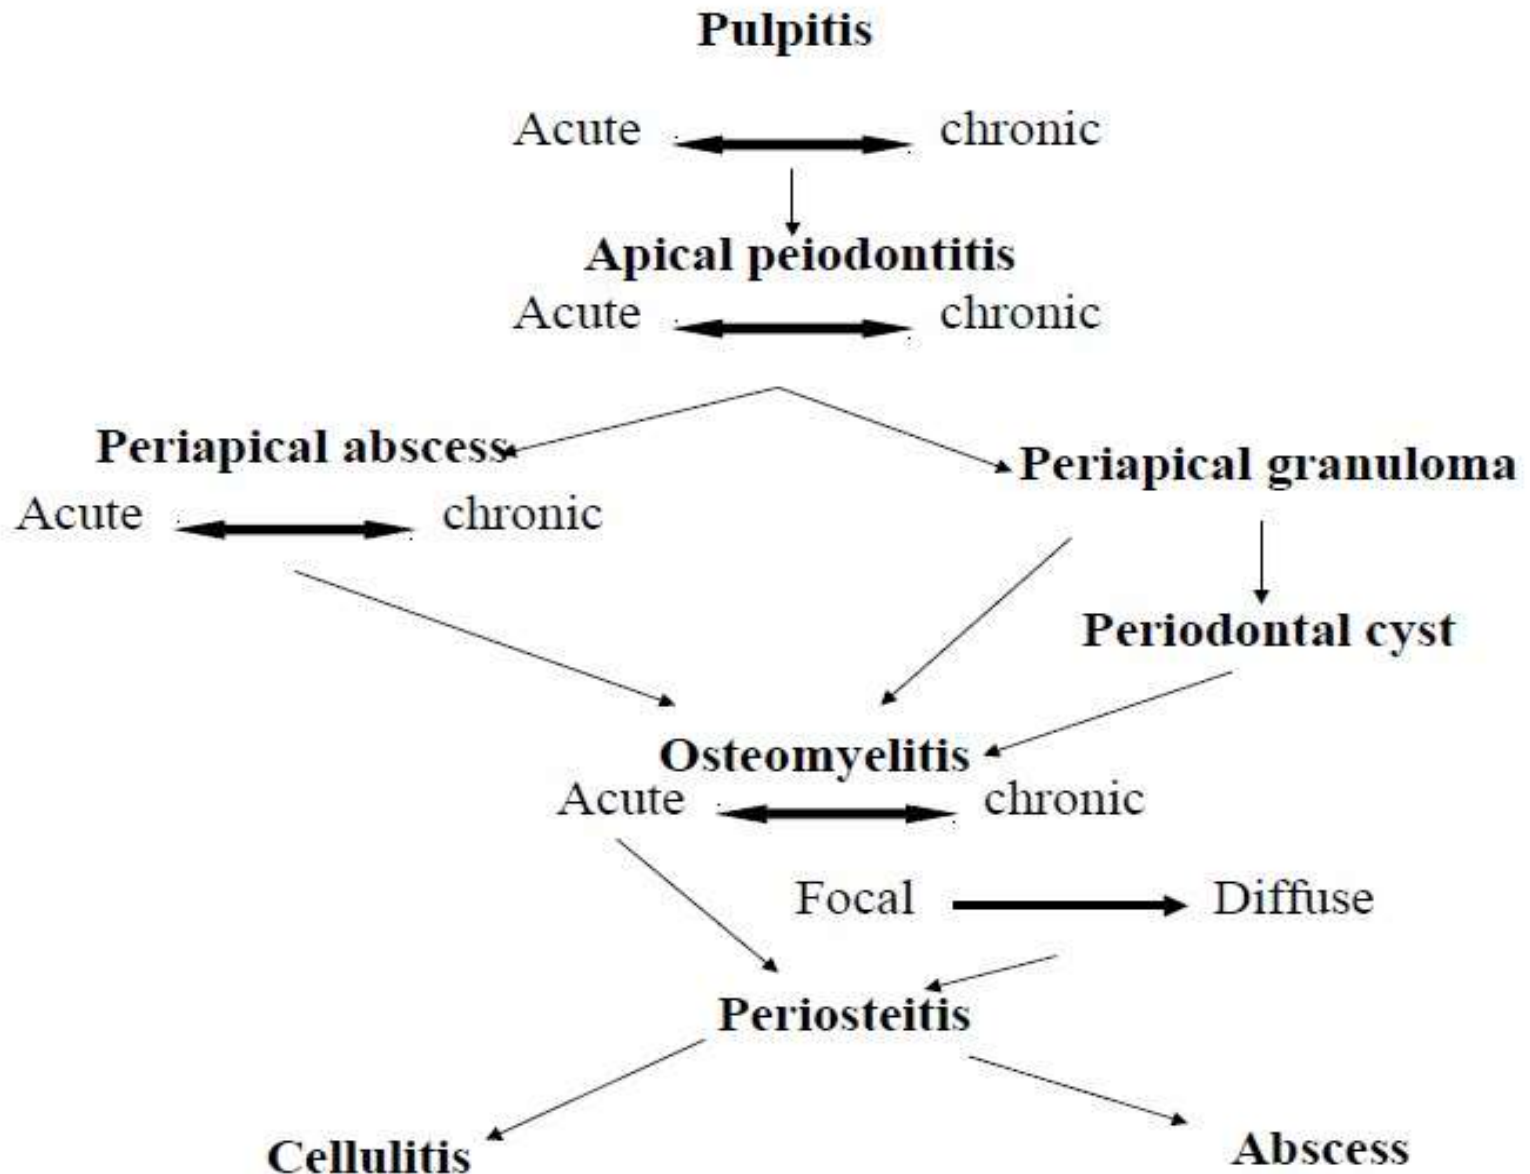 Pulpitis
Acute chronic
Apical peiodontitis
Acute chronic
Periapical abscess
Periapical granuloma
Acute chronic
Periodontal cyst
Osteomyelitis
Acute chronic
Focal Diffuse
Periosteitis
Cellulitis Abscess